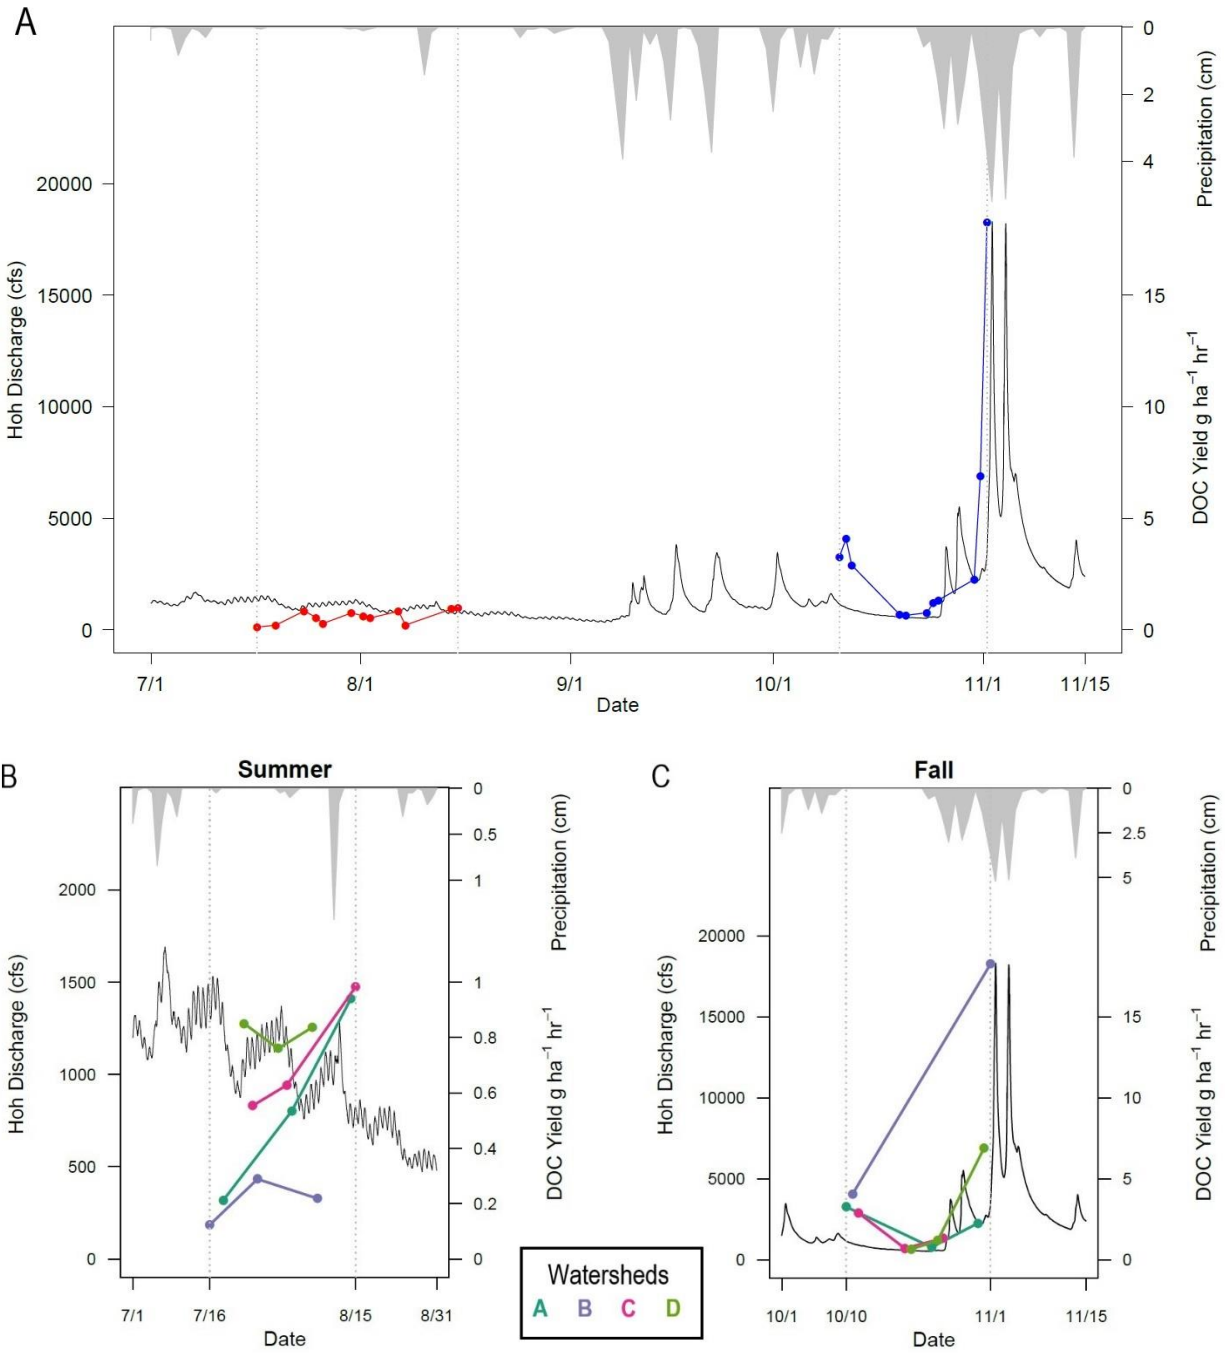 A
0
2
4
Precipitation (cm)
20000
15000
10000
5000
0
Hoh Discharge (cfs)
15
10
5
0
DOC Yield g ha⁻¹ hr⁻¹
7/1 8/1 9/1 10/1 11/1 11/15
Date
B
Summer
0
0.5
1
Precipitation (cm)
2000
1500
1000
500
0
Hoh Discharge (cfs)
1
0.8
0.6
0.4
0.2
0
DOC Yield g ha⁻¹ hr⁻¹
7/1 7/16 8/15 8/31
Date
Watersheds
A B C D
C
Fall
0
2.5
5
Precipitation (cm)
20000
15000
10000
5000
0
Hoh Discharge (cfs)
15
10
5
0
DOC Yield g ha⁻¹ hr⁻¹
10/1 10/10 11/1 11/15
Date